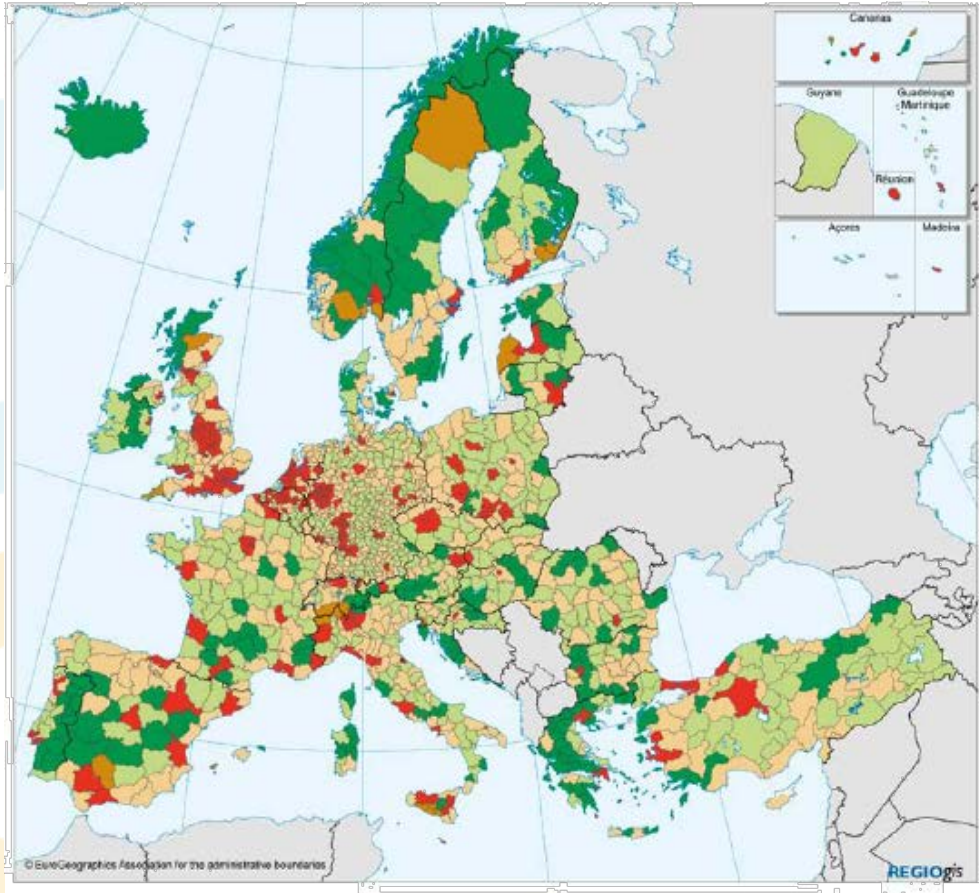 Canarias
Guyane
Guadeloupe
Martinique
Réunion
Açores
Madeira
© EuroGeographics Association for the administrative boundaries
REGIOgis